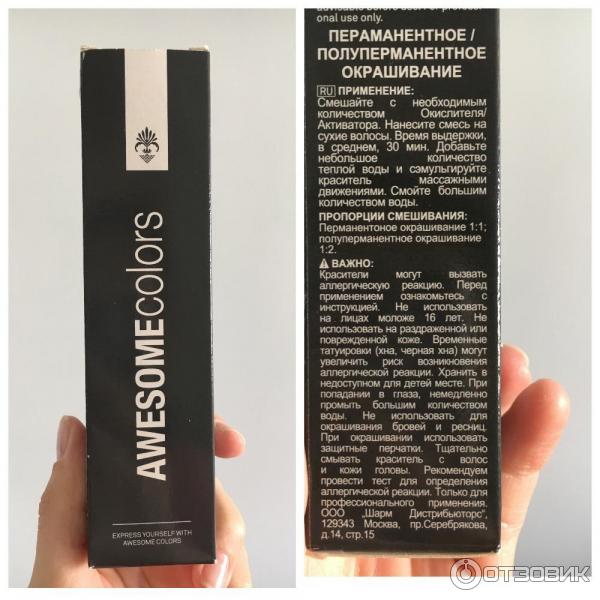 AWESOMEcolors
EXPRESS YOURSELF WITH
AWESOME COLORS
onal use only.
ПЕРАМАНЕНТНОЕ /
ПОЛУПЕРМАНЕНТНОЕ
ОКРАШИВАНИЕ
RU ПРИМЕНЕНИЕ:
Смешайте с необходимым
количеством Окислителя/
Активатора. Нанесите смесь на
сухие волосы. Время выдержки,
в среднем, 30 мин. Добавьте
небольшое количество
теплой воды и сэмульгируйте
краситель массажными
движениями. Смойте большим
количеством воды.
ПРОПОРЦИИ СМЕШИВАНИЯ:
Перманентоное окрашивание 1:1;
полуперманентное окрашивание
1:2.
ВАЖНО:
Красители могут вызвать
аллергическую реакцию. Перед
применением ознакомьтесь с
инструкцией. Не использовать
на лицах моложе 16 лет. Не
использовать на раздраженной или
поврежденной коже. Временные
татуировки (хна, черная хна) могут
увеличить риск возникновения
аллергической реакции. Хранить в
недоступном для детей месте. При
попадании в глаза, немедленно
промыть большим количеством
воды. Не использовать для
окрашивания бровей и ресниц.
При окрашивании использовать
защитные перчатки. Тщательно
смывать краситель с волос
и кожи головы. Рекомендуем
провести тест для определения
аллергической реакции. Только для
профессионального применения.
ООО „Шарм Дистрибьюторс",
129343 Москва, пр.Серебрякова,
д.14, стр.15
ОТЗОВИК